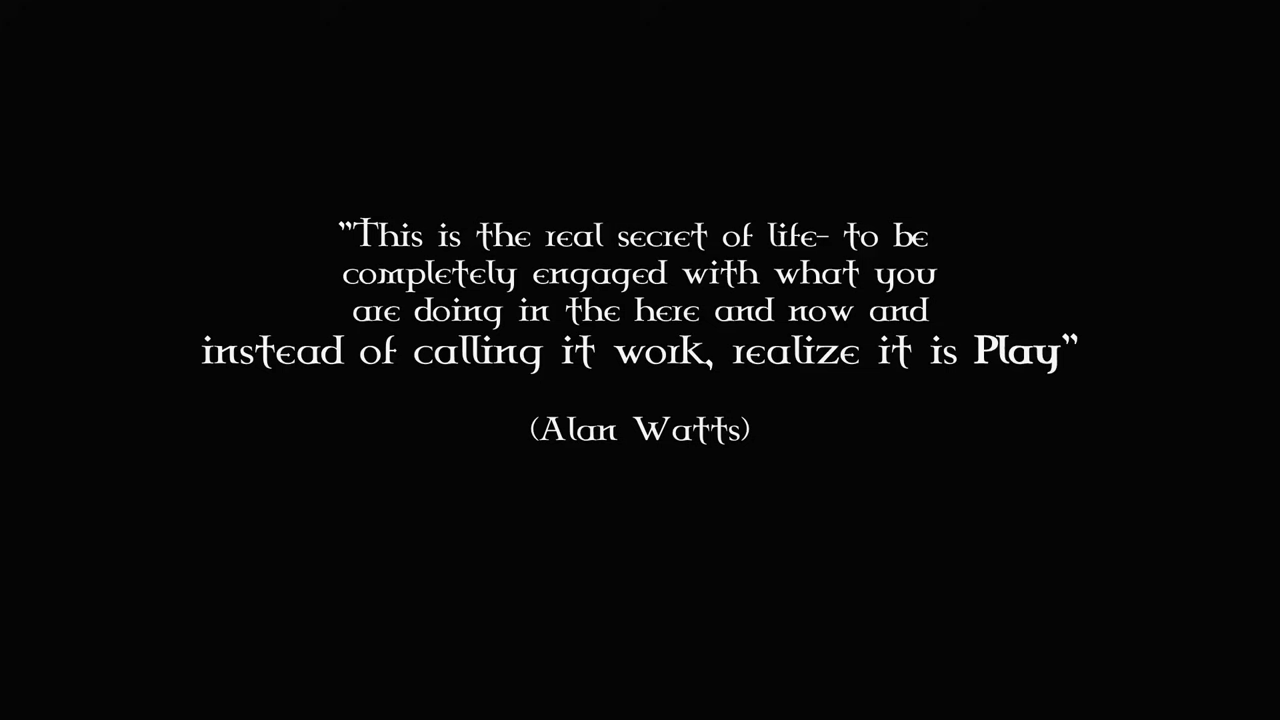 "This is the real secret of life- to be
completely engaged with what you
are doing in the here and now and
instead of calling it work, realize it is Play"
(Alan Watts)